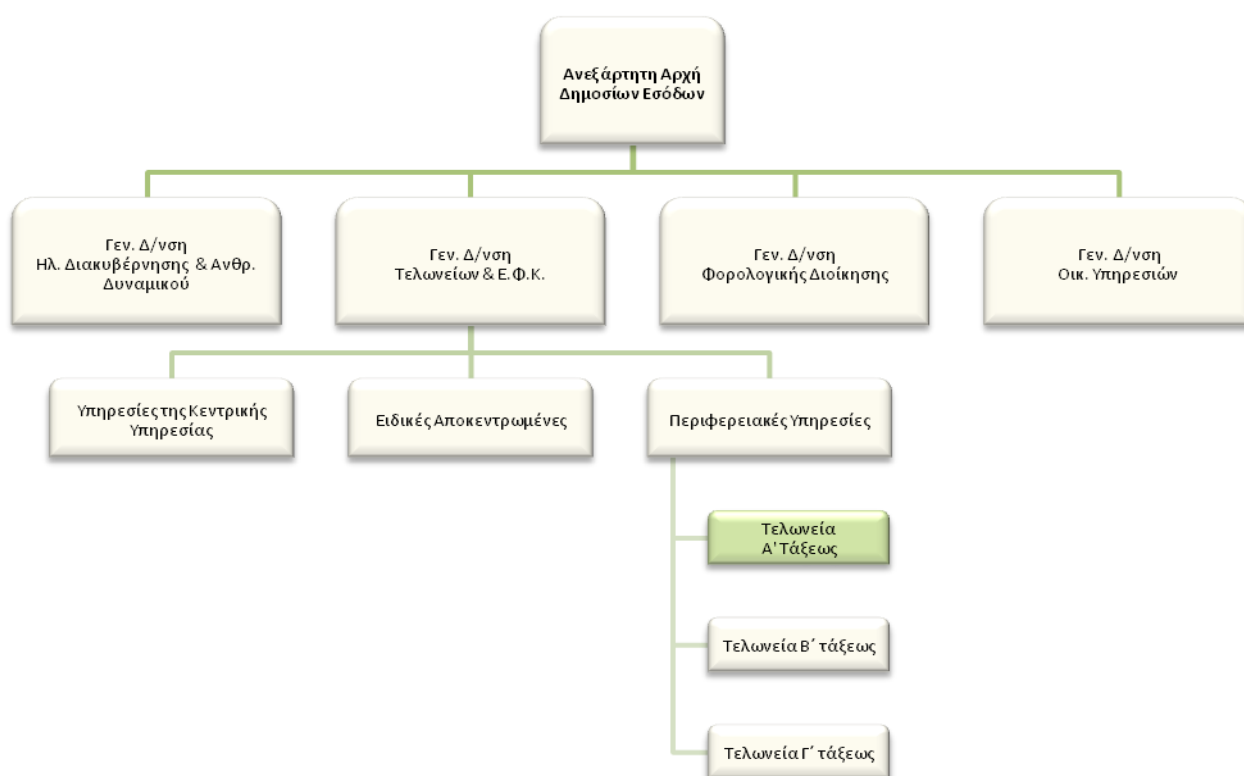 Ανεξάρτητη Αρχή
Δημοσίων Εσόδων
Γεν. Δ/νση
Ηλ. Διακυβέρνησης & Ανθρ.
Δυναμικού
Γεν. Δ/νση
Τελωνείων & Ε.Φ.Κ.
Γεν. Δ/νση
Φορολογικής Διοίκησης
Γεν. Δ/νση
Οικ. Υπηρεσιών
Υπηρεσίες της Κεντρικής
Υπηρεσίας
Ειδικές Αποκεντρωμένες
Περιφερειακές Υπηρεσίες
Τελωνεία
Α' Τάξεως
Τελωνεία Β΄ τάξεως
Τελωνεία Γ΄ τάξεως